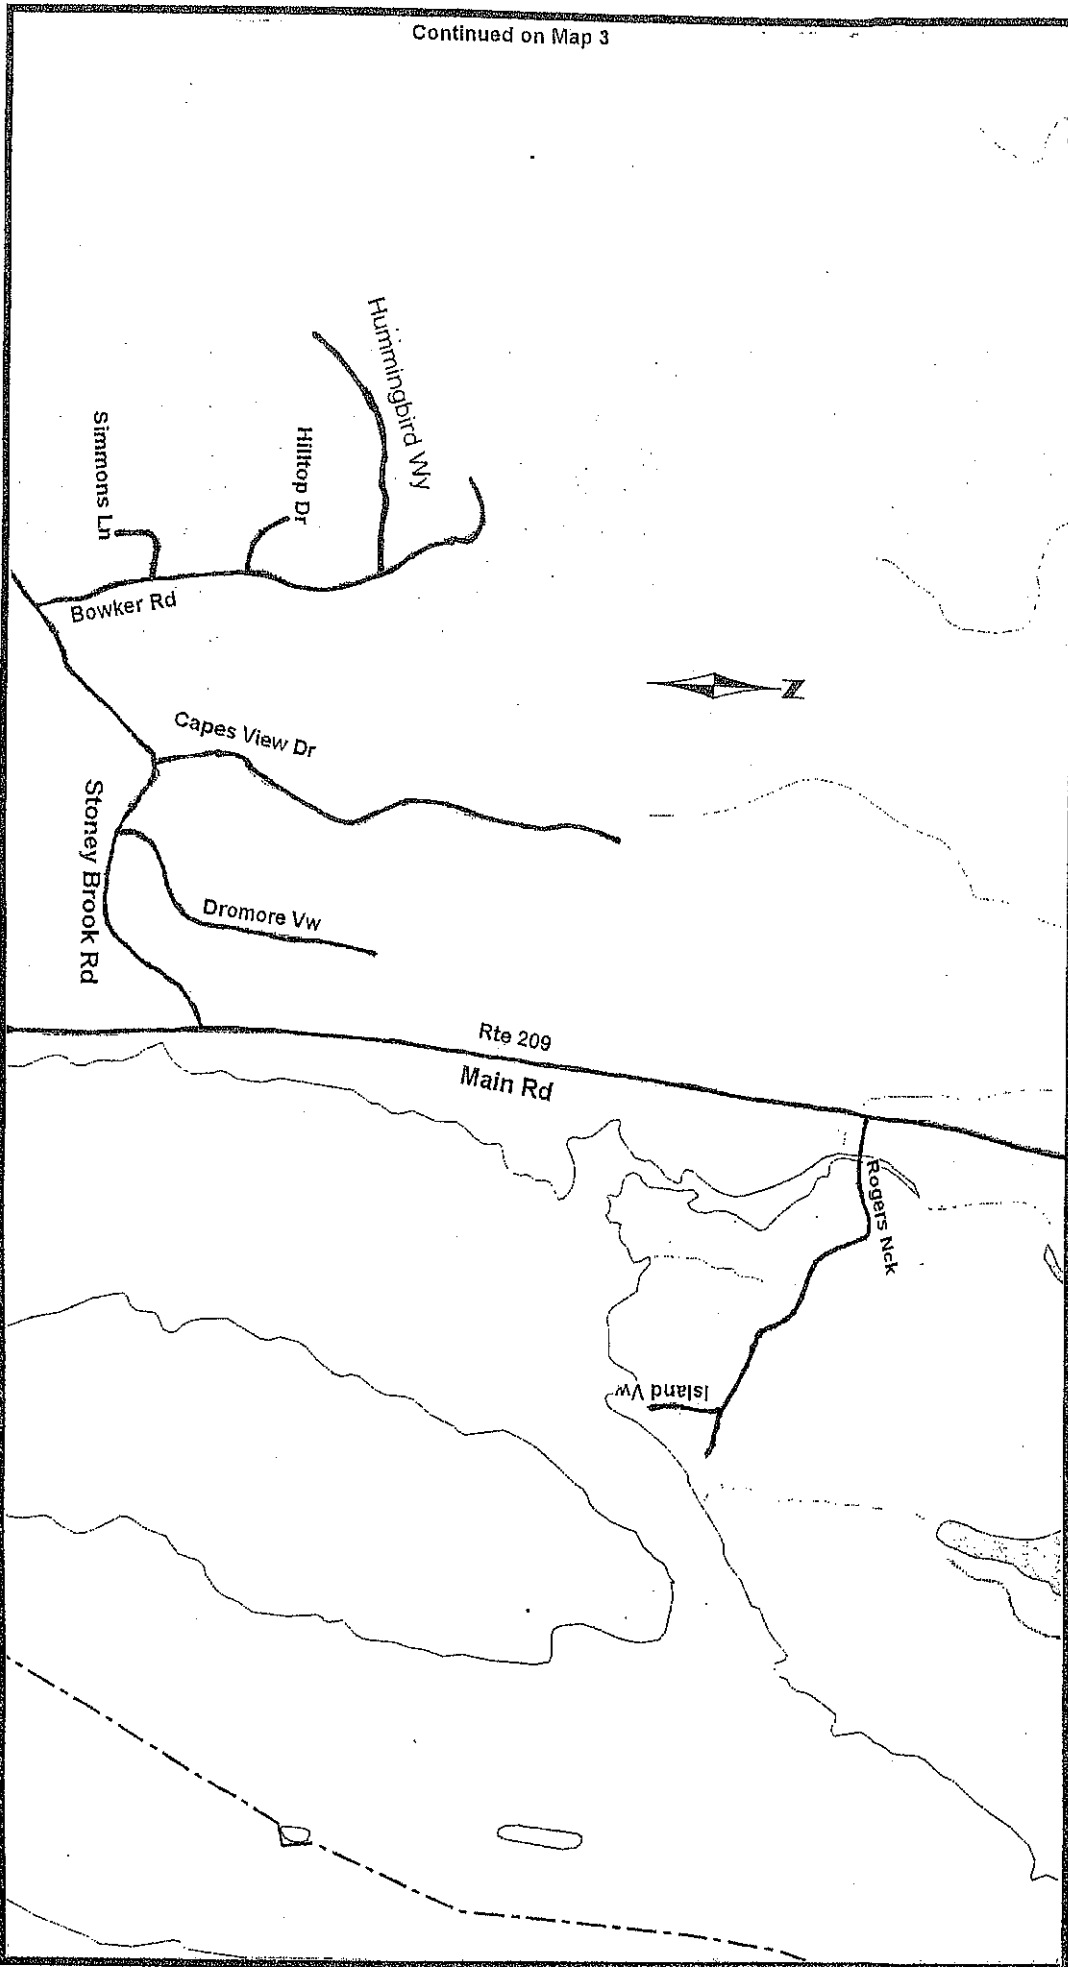 Continued on Map 3
Hummingbird Wy
Simmons Ln
Hilltop Dr
Bowker Rd
N
Capes View Dr
Stoney Brook Rd
Dromore Vw
Rte 209
Main Rd
Rogers Nck
Island Vw